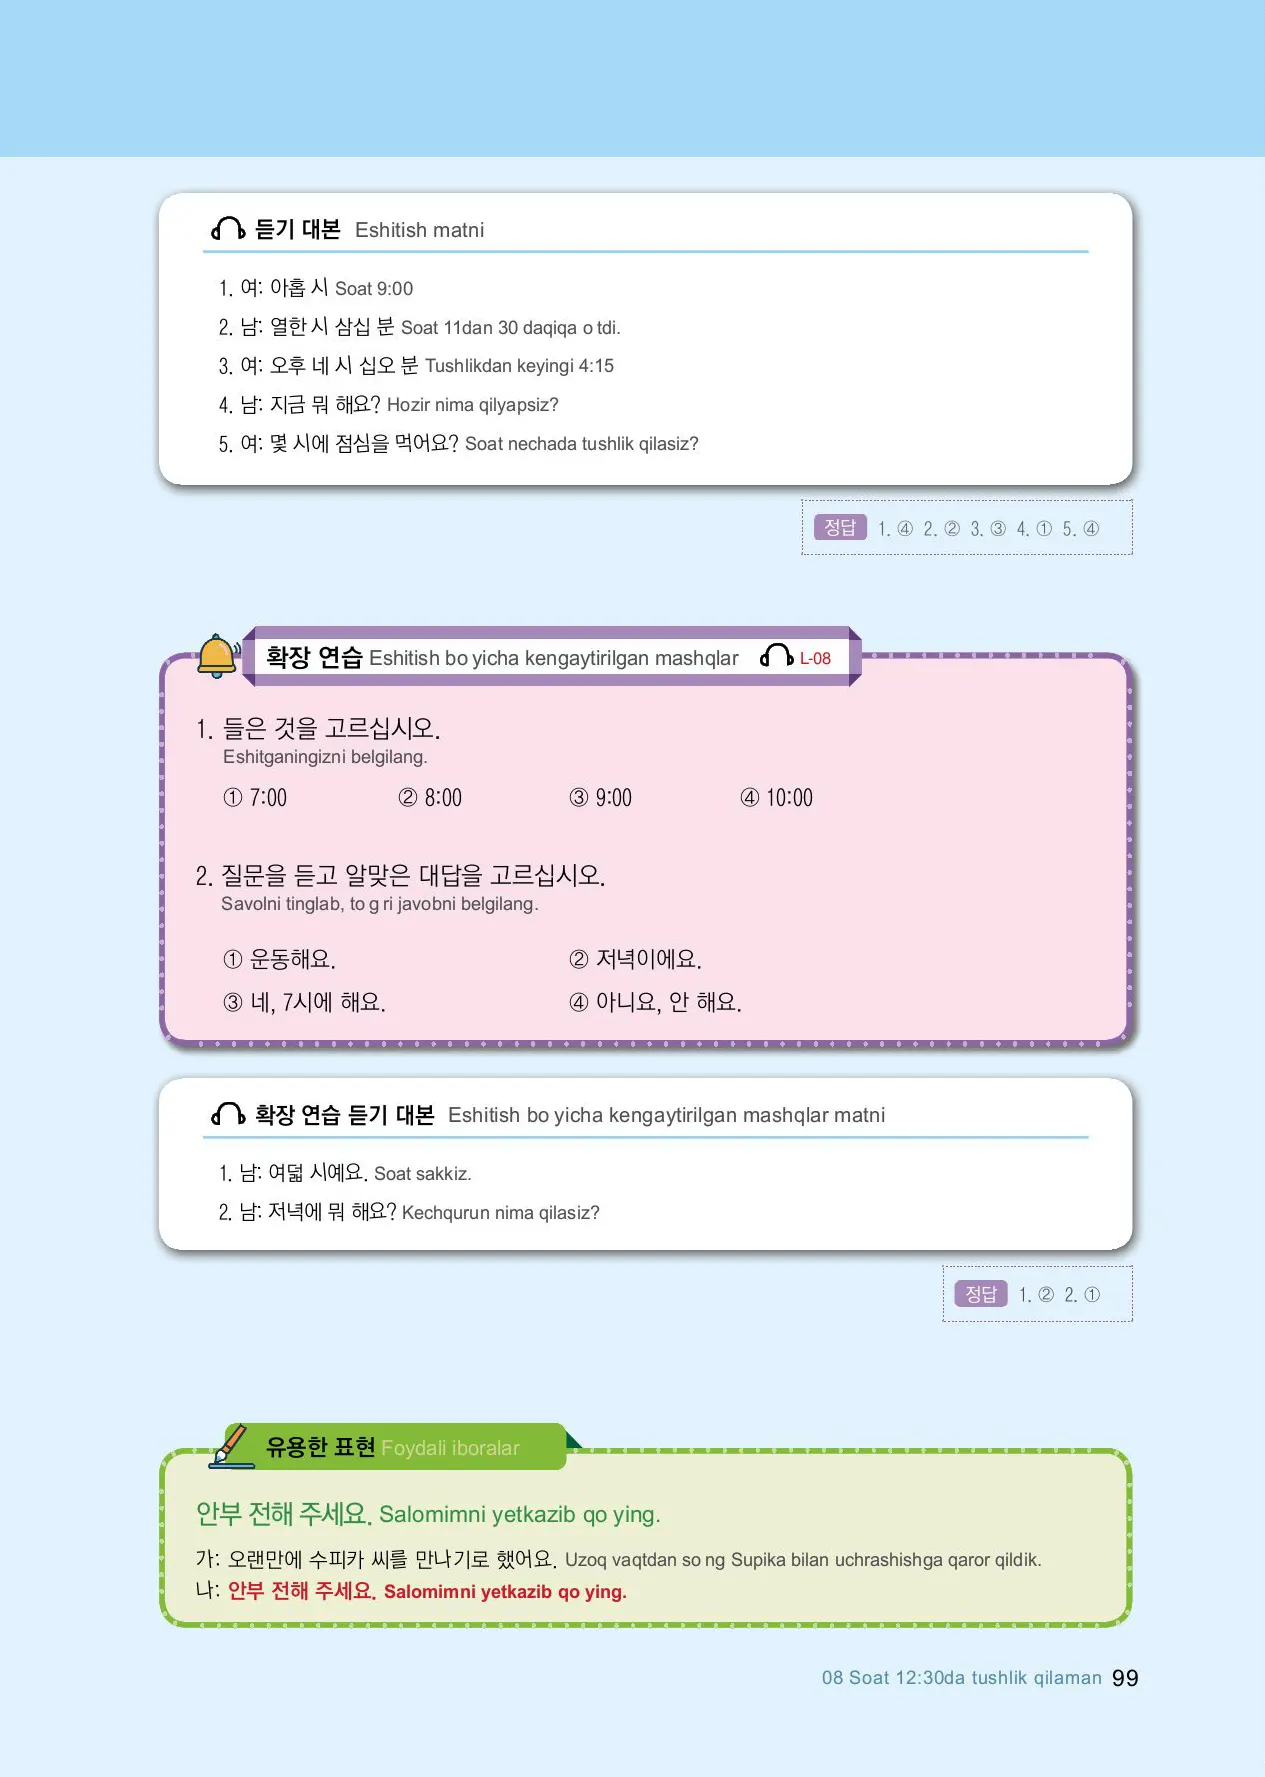 듣기 대본 Eshitish matni
1. 여: 아홉 시 Soat 9:00
2. 남: 열한 시 삼십 분 Soat 11dan 30 daqiqa o tdi.
3. 여: 오후 네 시 십오 분 Tushlikdan keyingi 4:15
4. 남: 지금 뭐 해요? Hozir nima qilyapsiz?
5. 여: 몇 시에 점심을 먹어요? Soat nechada tushlik qilasiz?
정답 1. ④ 2. ② 3. ③ 4. ① 5. ④
확장 연습 Eshitish bo yicha kengaytirilgan mashqlar L-08
1. 들은 것을 고르십시오.
Eshitganingizni belgilang.
① 7:00 ② 8:00 ③ 9:00 ④ 10:00
2. 질문을 듣고 알맞은 대답을 고르십시오.
Savolni tinglab, to g ri javobni belgilang.
① 운동해요. ② 저녁이에요.
③ 네, 7시에 해요. ④ 아니요, 안 해요.
확장 연습 듣기 대본 Eshitish bo yicha kengaytirilgan mashqlar matni
1. 남: 여덟 시예요. Soat sakkiz.
2. 남: 저녁에 뭐 해요? Kechqurun nima qilasiz?
정답 1. ② 2. ①
유용한 표현 Foydali iboralar
안부 전해 주세요. Salomimni yetkazib qo ying.
가: 오랜만에 수피카 씨를 만나기로 했어요. Uzoq vaqtdan so ng Supika bilan uchrashishga qaror qildik.
나: 안부 전해 주세요. Salomimni yetkazib qo ying.
08 Soat 12:30da tushlik qilaman 99